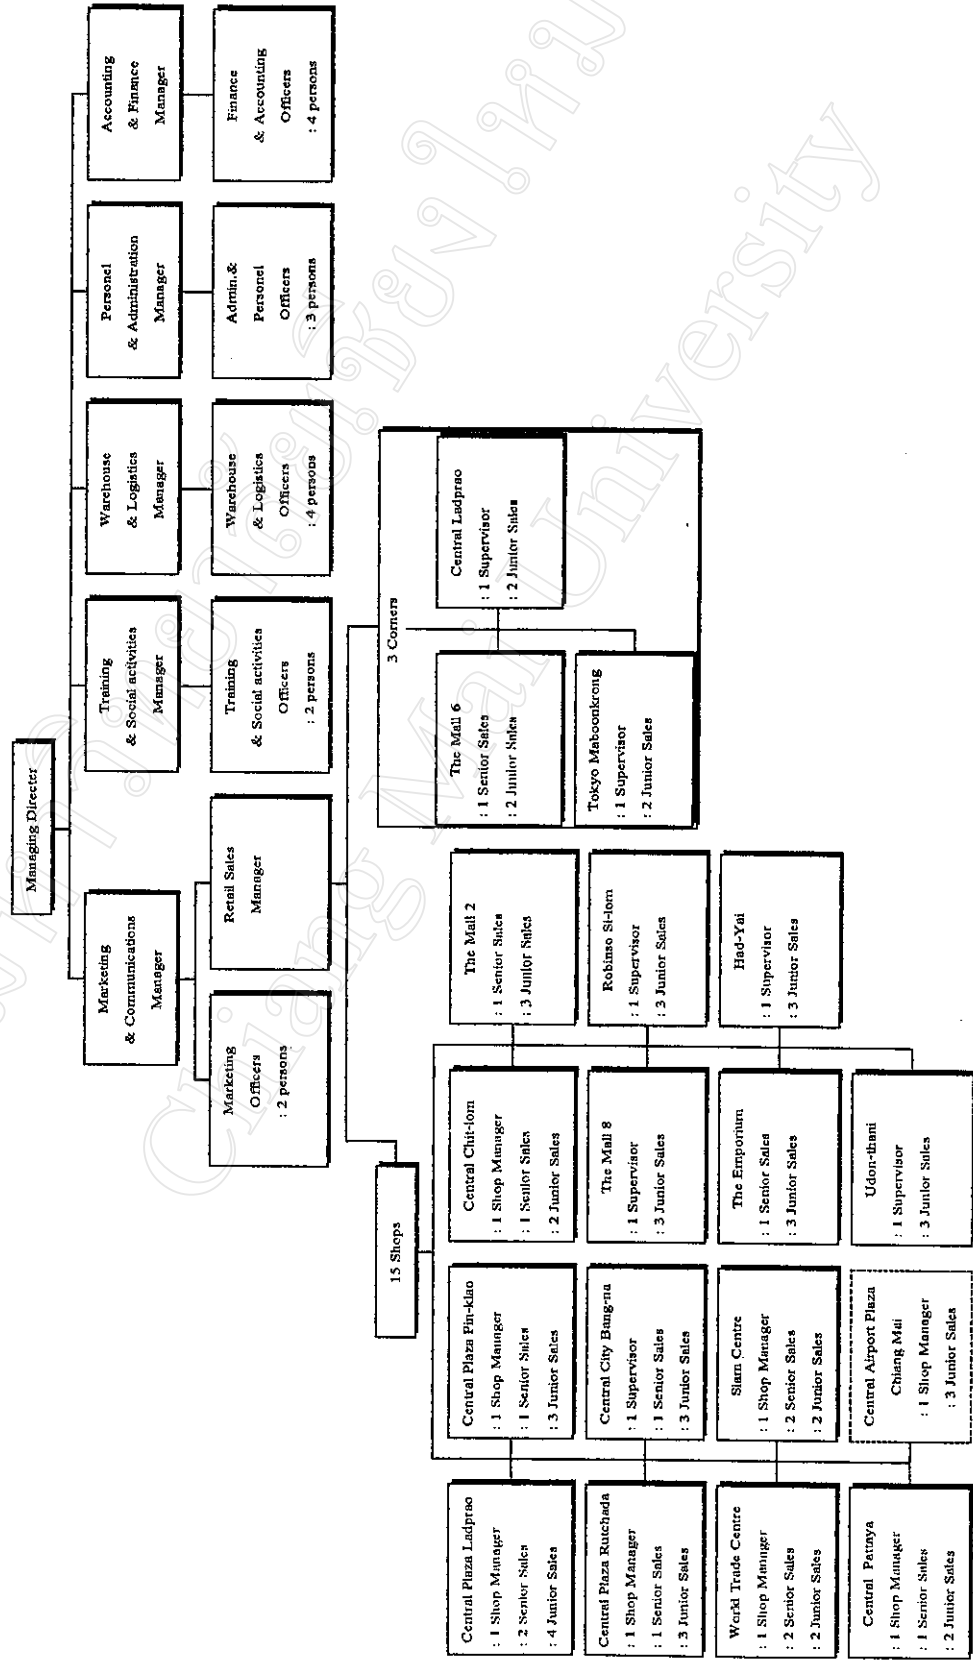 Managing Directer
Marketing
& Communications
Manager
Training
& Social activities
Manager
Warehouse
& Logistics
Manager
Personel
& Administration
Manager
Accounting
& Finance
Manager
Marketing
Officers
: 2 persons
Retail Sales
Manager
Training
& Social activities
Officers
: 2 persons
Warehouse
& Logistics
Officers
: 4 persons
Admin.&
Personel
Officers
: 3 persons
Finance
& Accounting
Officers
: 4 persons
15 Shops
3 Corners
Central Plaza Ladprao
: 1 Shop Manager
: 2 Senior Sales
: 4 Junior Sales
Central Plaza Pin-klao
: 1 Shop Manager
: 1 Senior Sales
: 3 Junior Sales
Central Chit-lom
: 1 Shop Manager
: 1 Senior Sales
: 2 Junior Sales
The Mall 2
: 1 Senior Sales
: 3 Junior Sales
The Mall 6
: 1 Senior Sales
: 2 Junior Sales
Central Ladprao
: 1 Supervisor
: 2 Junior Sales
Central Plaza Rutchada
: 1 Shop Manager
: 1 Senior Sales
: 3 Junior Sales
Central City Bang-na
: 1 Supervisor
: 1 Senior Sales
: 3 Junior Sales
The Mall 8
: 1 Supervisor
: 3 Junior Sales
Robinso Si-lom
: 1 Supervisor
: 3 Junior Sales
Tokyo Maboonkrong
: 1 Supervisor
: 2 Junior Sales
World Trade Centre
: 1 Shop Manager
: 2 Senior Sales
: 2 Junior Sales
Siam Centre
: 1 Shop Manager
: 2 Senior Sales
: 2 Junior Sales
The Emporium
: 1 Senior Sales
: 3 Junior Sales
Had-Yai
: 1 Supervisor
: 3 Junior Sales
Central Pattaya
: 1 Shop Manager
: 1 Senior Sales
: 2 Junior Sales
Central Airport Plaza
Chiang Mai
: 1 Shop Manager
: 3 Junior Sales
Udon-thani
: 1 Supervisor
: 3 Junior Sales
Chiang Mai University